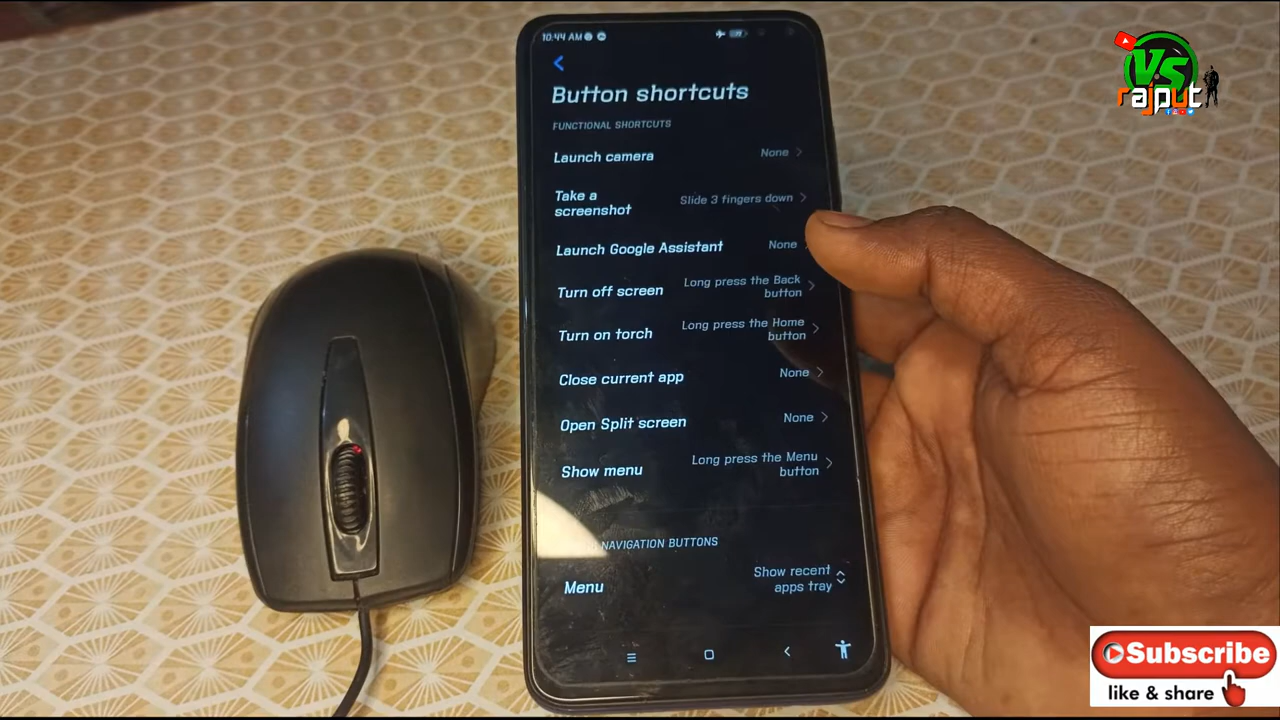 10:44 AM
Button shortcuts
FUNCTIONAL SHORTCUTS
Launch camera None
Take a
screenshot Slide 3 fingers down
Launch Google Assistant None
Turn off screen Long press the Back
button
Turn on torch Long press the Home
button
Close current app None
Open Split screen None
Show menu Long press the Menu
button
NAVIGATION BUTTONS
Menu Show recent
apps tray
VS
rajput
Subscribe
like & share